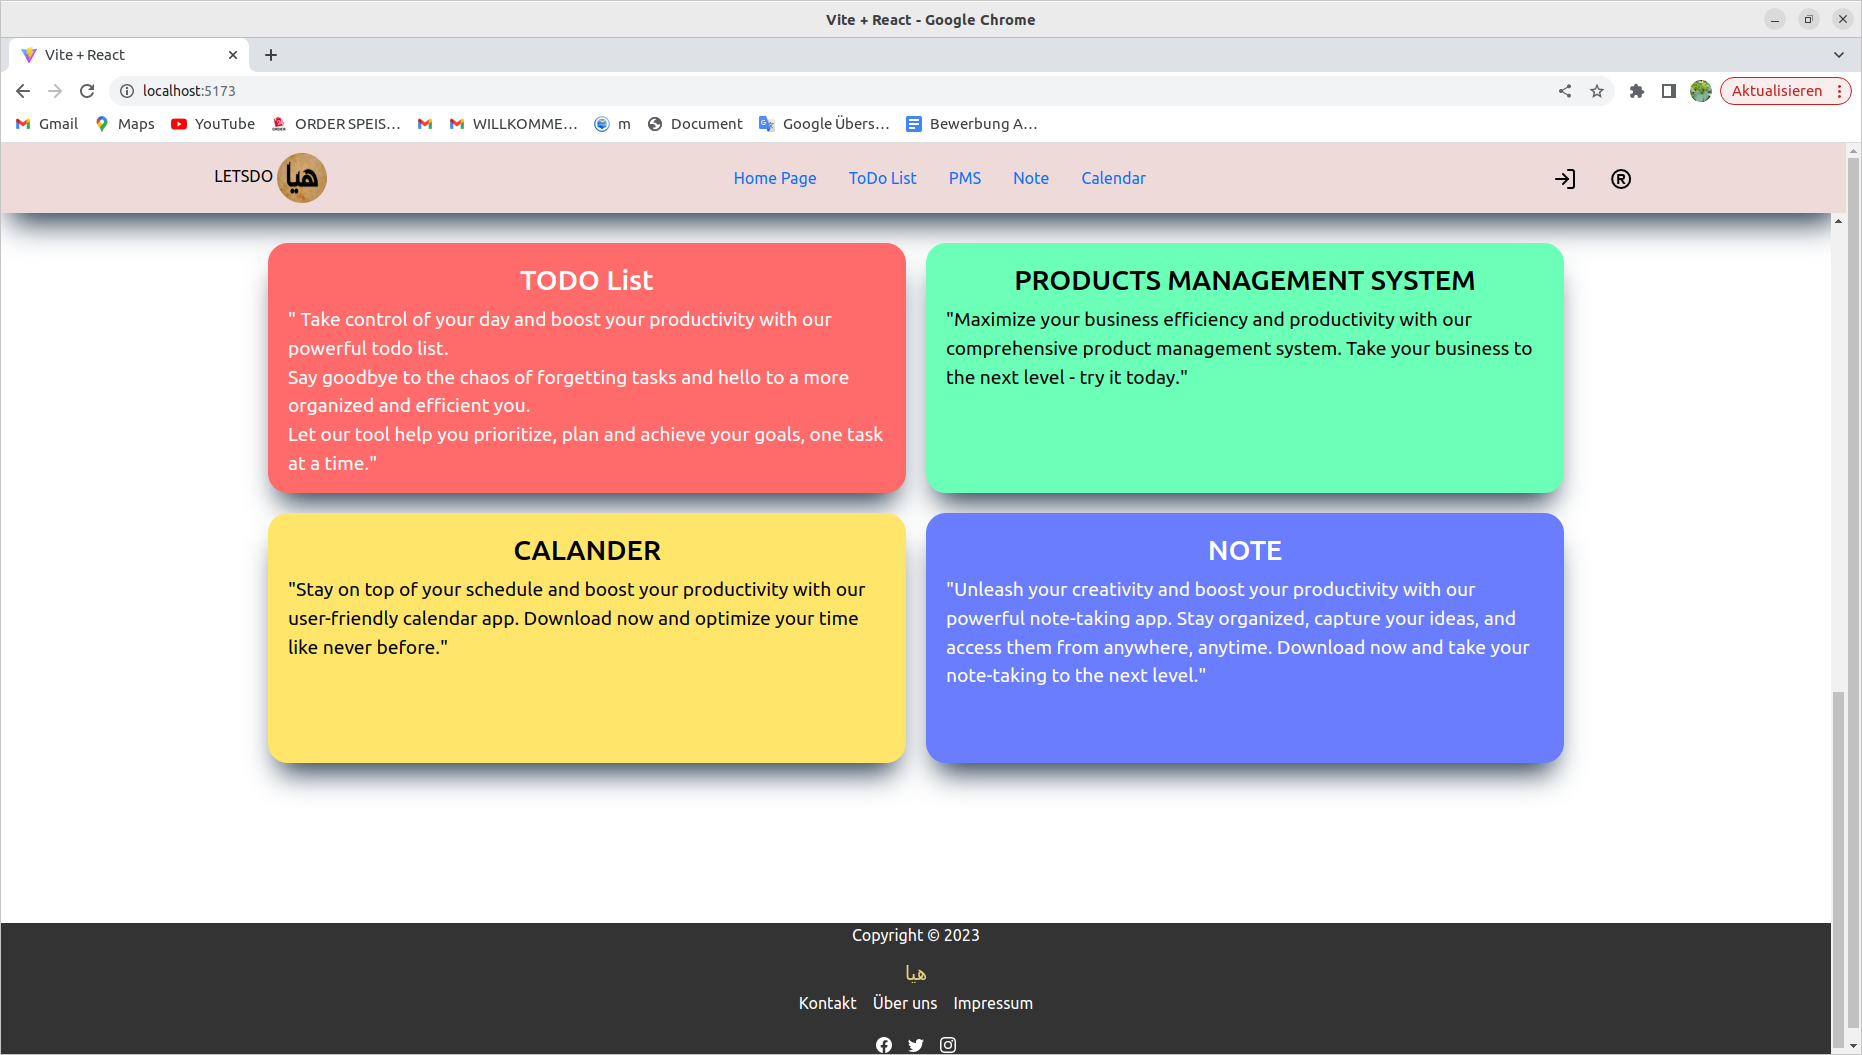 Vite + React - Google Chrome
Vite + React
localhost:5173
Aktualisieren
Gmail
Maps
YouTube
ORDER SPEIS...
WILLKOMME...
m
Document
Google Übers...
Bewerbung A...
LETSDO
هيا
Home Page
ToDo List
PMS
Note
Calendar
®
TODO List
" Take control of your day and boost your productivity with our
powerful todo list.
Say goodbye to the chaos of forgetting tasks and hello to a more
organized and efficient you.
Let our tool help you prioritize, plan and achieve your goals, one task
at a time."
PRODUCTS MANAGEMENT SYSTEM
"Maximize your business efficiency and productivity with our
comprehensive product management system. Take your business to
the next level - try it today."
CALANDER
"Stay on top of your schedule and boost your productivity with our
user-friendly calendar app. Download now and optimize your time
like never before."
NOTE
"Unleash your creativity and boost your productivity with our
powerful note-taking app. Stay organized, capture your ideas, and
access them from anywhere, anytime. Download now and take your
note-taking to the next level."
Copyright © 2023
هيا
Kontakt Über uns Impressum